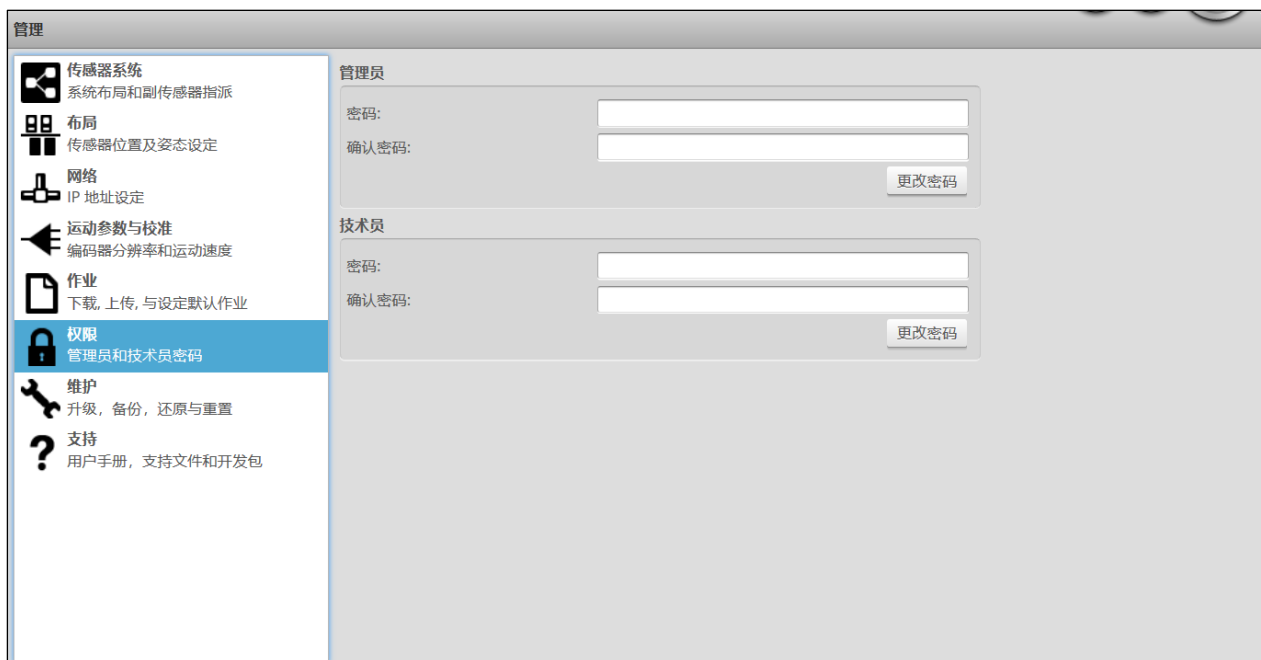 管理
传感器系统
系统布局和副传感器指派
布局
传感器位置及姿态设定
网络
IP 地址设定
运动参数与校准
编码器分辨率和运动速度
作业
下载, 上传, 与设定默认作业
权限
管理员和技术员密码
维护
升级，备份，还原与重置
支持
用户手册，支持文件和开发包
管理员
密码:
确认密码:
更改密码
技术员
密码:
确认密码:
更改密码